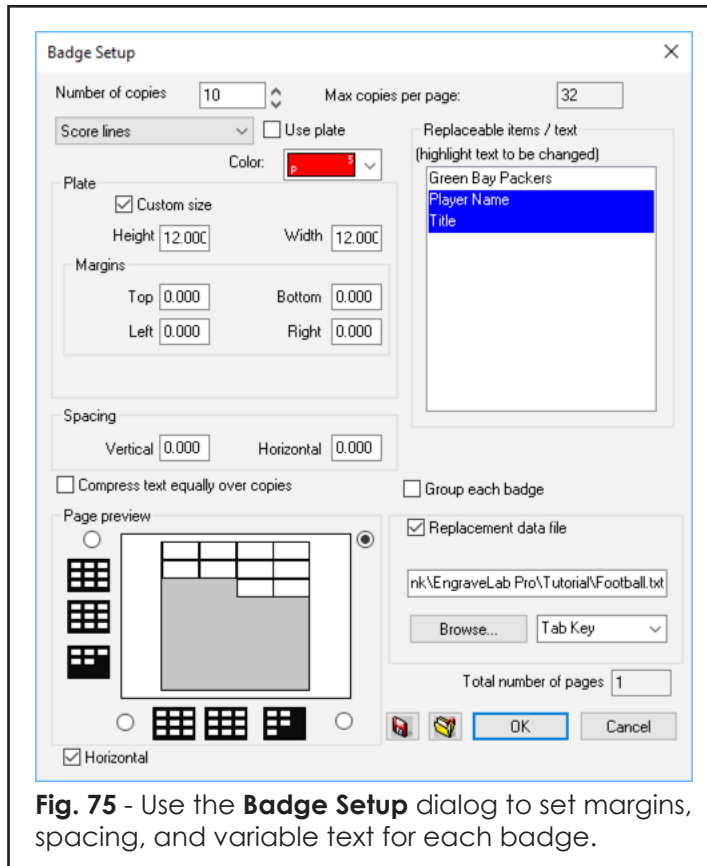 Badge Setup
Number of copies 10 Max copies per page: 32
Score lines Use plate
Color: P 5
Plate
Custom size
Height 12.000 Width 12.000
Margins
Top 0.000 Bottom 0.000
Left 0.000 Right 0.000
Replaceable items / text
(highlight text to be changed)
Green Bay Packers
Player Name
Title
Spacing
Vertical 0.000 Horizontal 0.000
Compress text equally over copies
Group each badge
Page preview
Horizontal
Replacement data file
nk\EngraveLab Pro\Tutorial\Football.txt
Browse... Tab Key
Total number of pages 1
OK Cancel
Fig. 75 - Use the Badge Setup dialog to set margins,
spacing, and variable text for each badge.